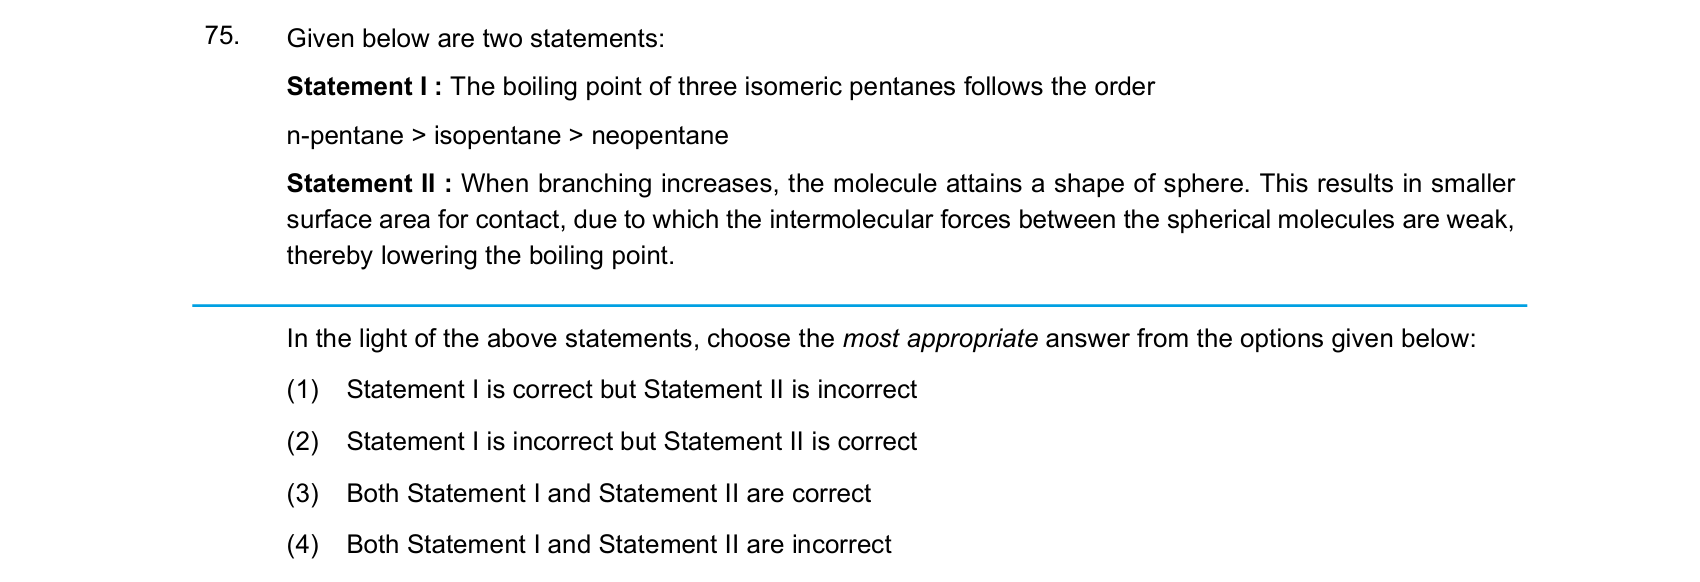 75. Given below are two statements:
Statement I : The boiling point of three isomeric pentanes follows the order
n-pentane > isopentane > neopentane
Statement II : When branching increases, the molecule attains a shape of sphere. This results in smaller
surface area for contact, due to which the intermolecular forces between the spherical molecules are weak,
thereby lowering the boiling point.
In the light of the above statements, choose the most appropriate answer from the options given below:
(1) Statement I is correct but Statement II is incorrect
(2) Statement I is incorrect but Statement II is correct
(3) Both Statement I and Statement II are correct
(4) Both Statement I and Statement II are incorrect